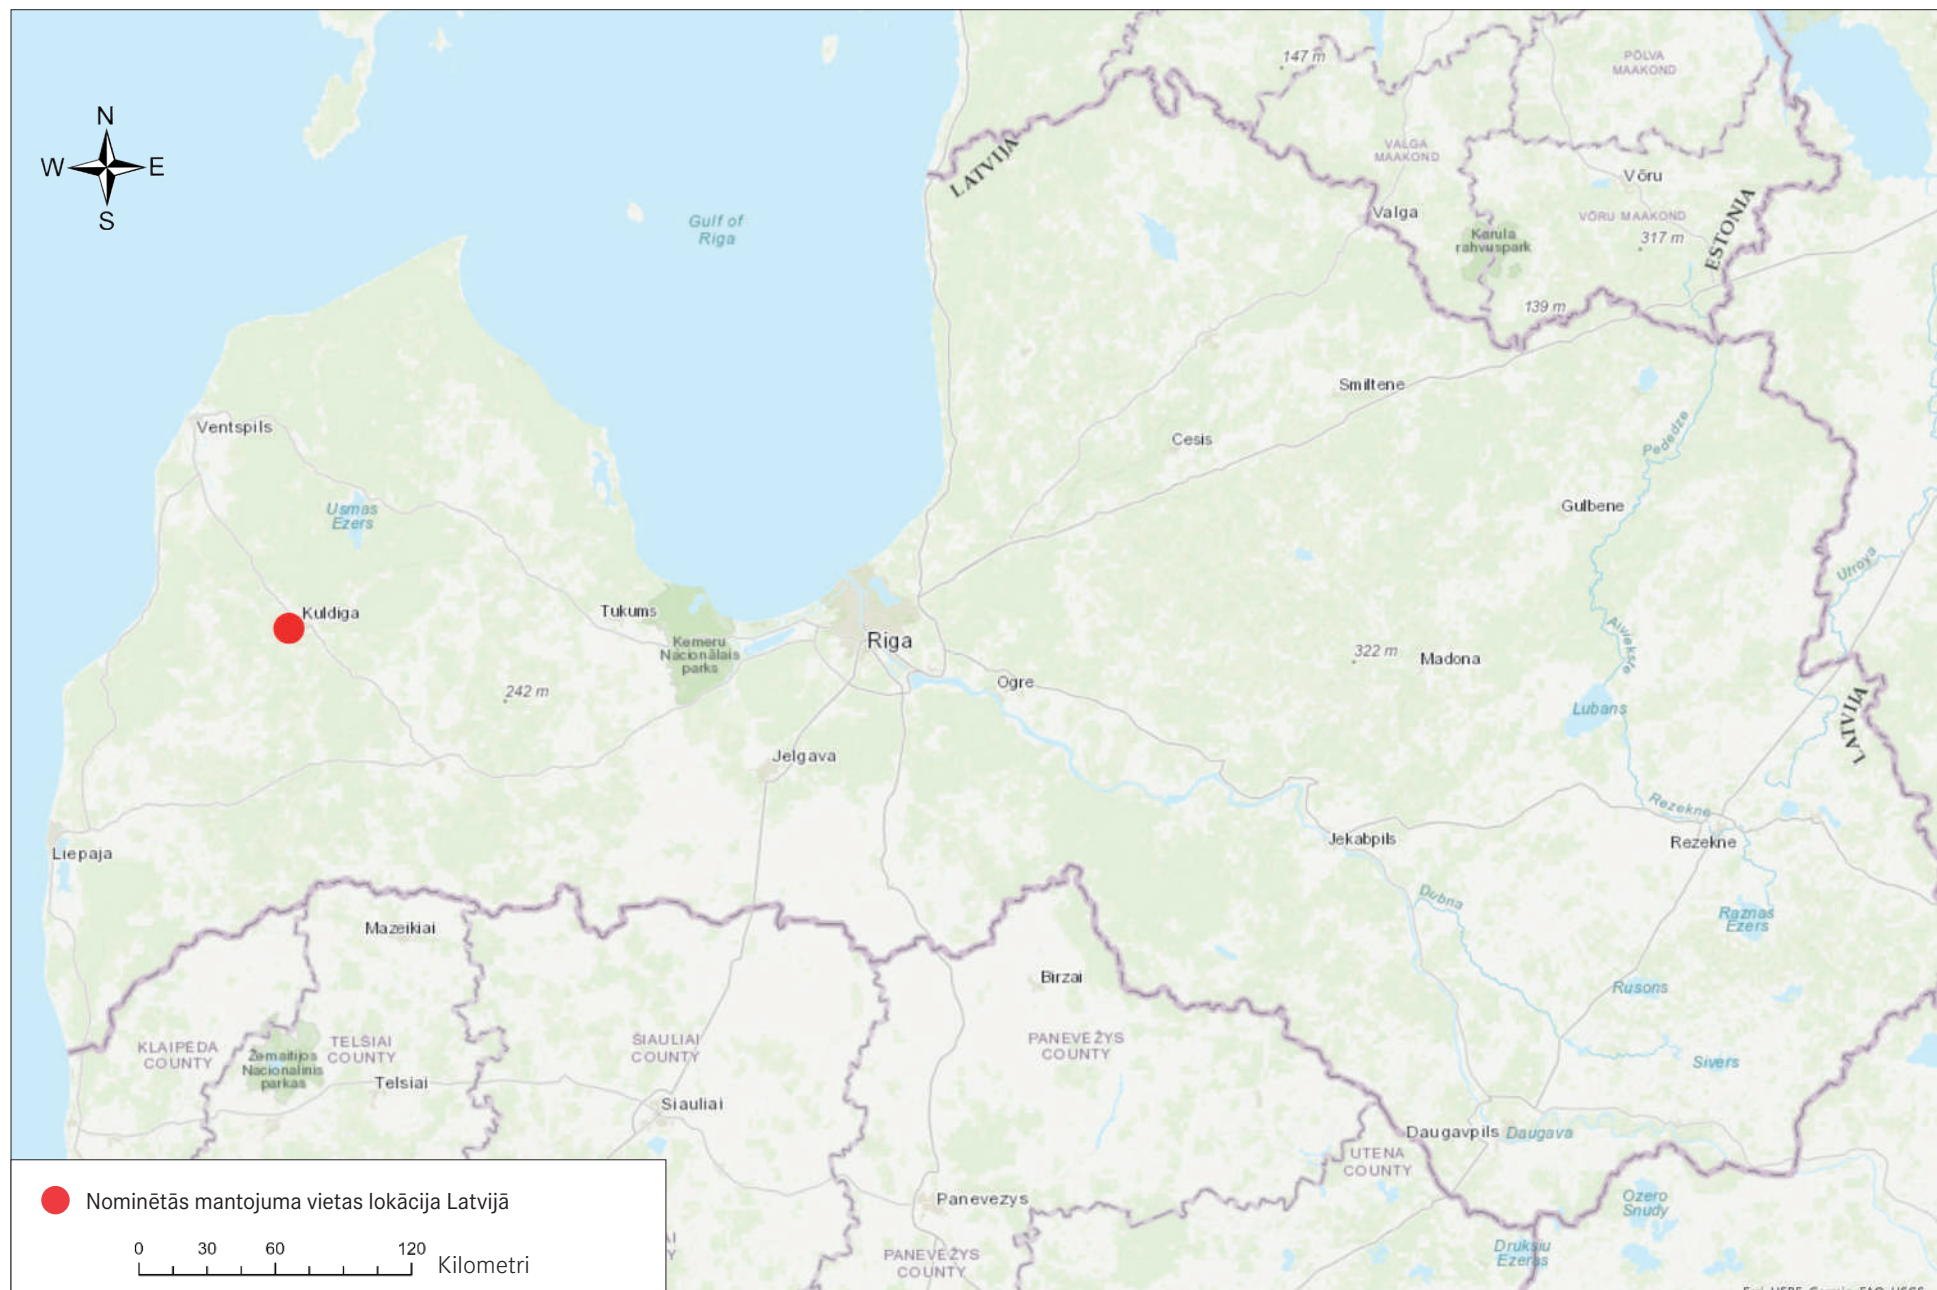 147 m
PÕLVA
MAAKOND
N
W
E
S
LATVIJA
VALGA
MAAKOND
Võru
Valga
VÕRU MAAKOND
Gulf of
Riga
Karula
rahvuspark
317 m
ESTONIA
139 m
Smiltene
Ventspils
Cesis
Pededze
Usmas
Ezers
Gulbene
Utroya
Kuldiga
Tukums
Riga
Kemeru
Nacionālais
parks
Aiviekste
322 m
Madona
242 m
Ogre
Lubans
LATVIJA
Jelgava
Rezekne
Liepaja
Jekabpils
Rezekne
Dubna
Mazeikiai
Raznas
Ezers
Birzai
Rusons
KLAIPEDA
COUNTY
TELŠIAI
COUNTY
ŠIAULIAI
COUNTY
PANEVĖŽYS
COUNTY
Žemaitijos
Nacionalinis
parkas
Telsiai
Sivers
Siauliai
Daugavpils
Daugava
UTENA
COUNTY
Nominētās mantojuma vietas lokācija Latvijā
Panevezys
Ozero
Snudy
0 30 60 120
Kilometri
PANEVĖŽYS
COUNTY
Druksiu
Ezeras